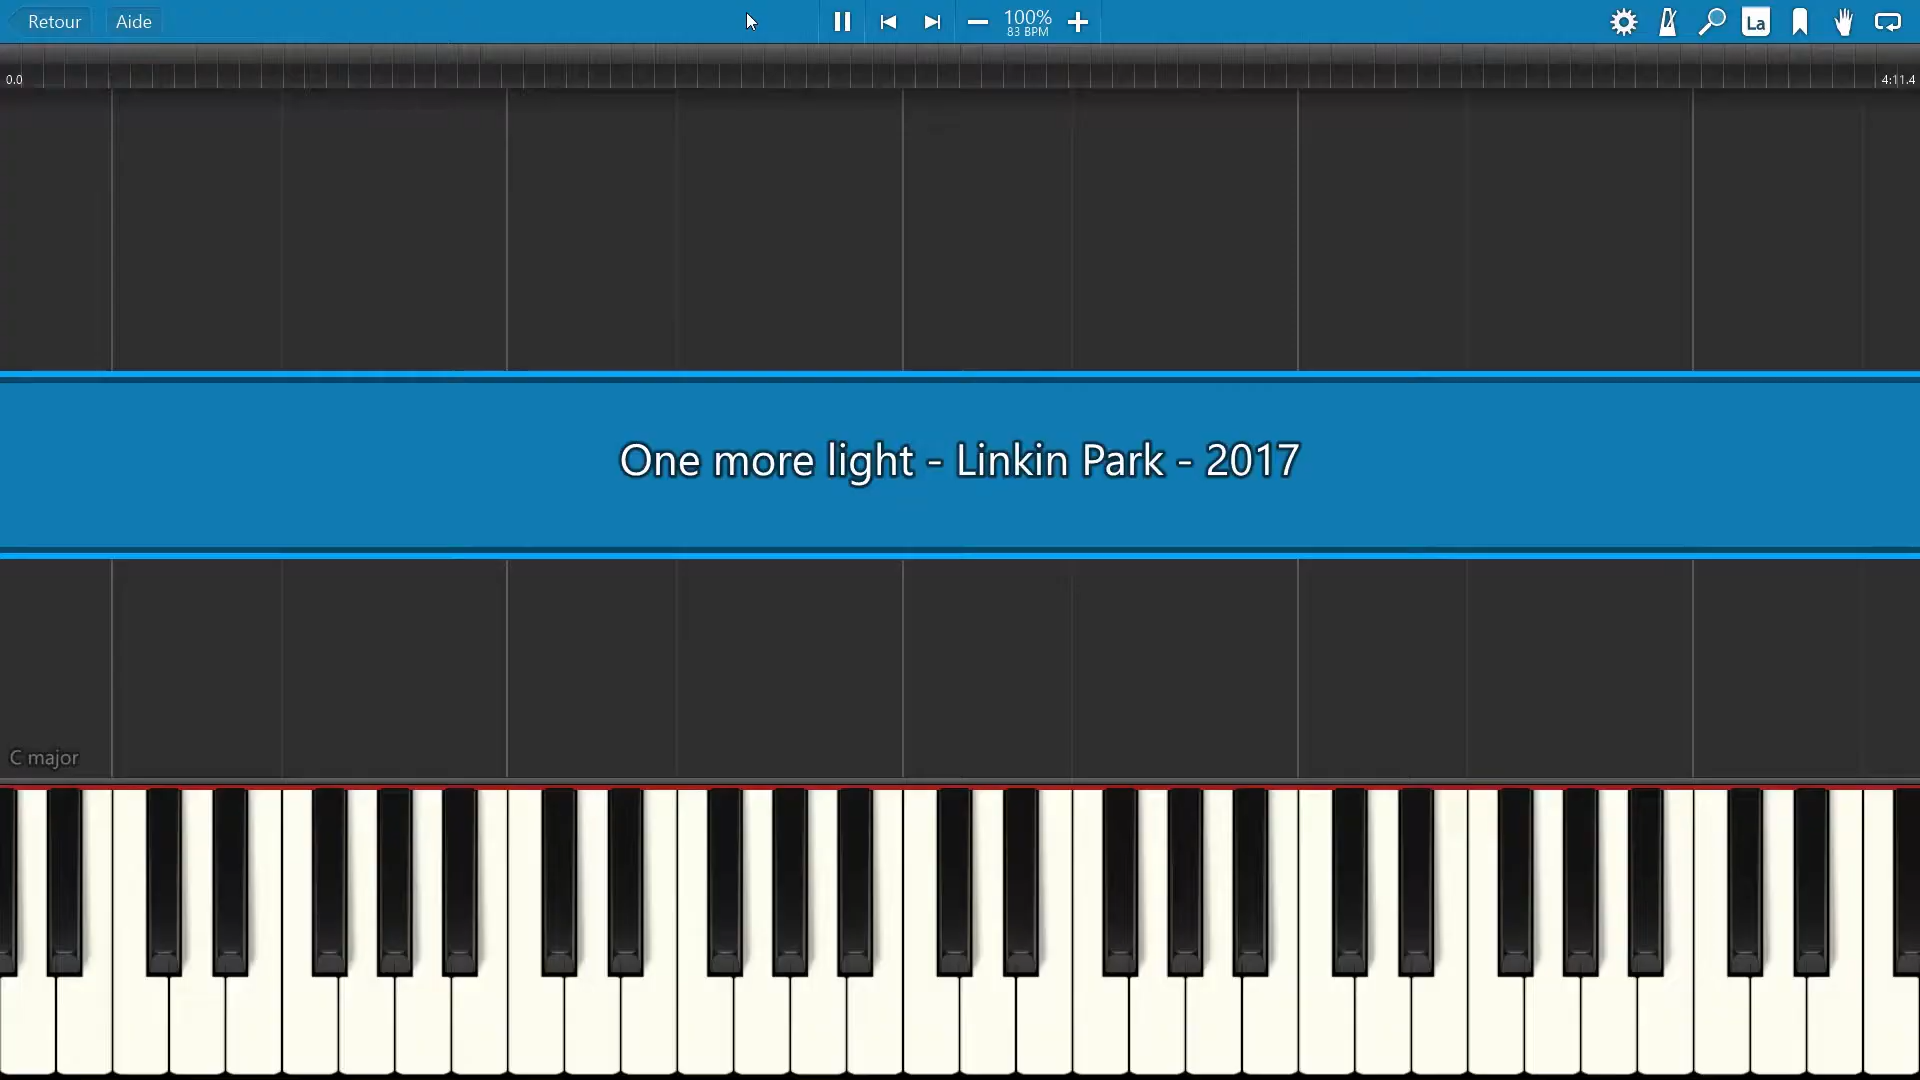 Retour
Aide
100%
83 BPM
La
0.0
4:11.4
One more light - Linkin Park - 2017
C major